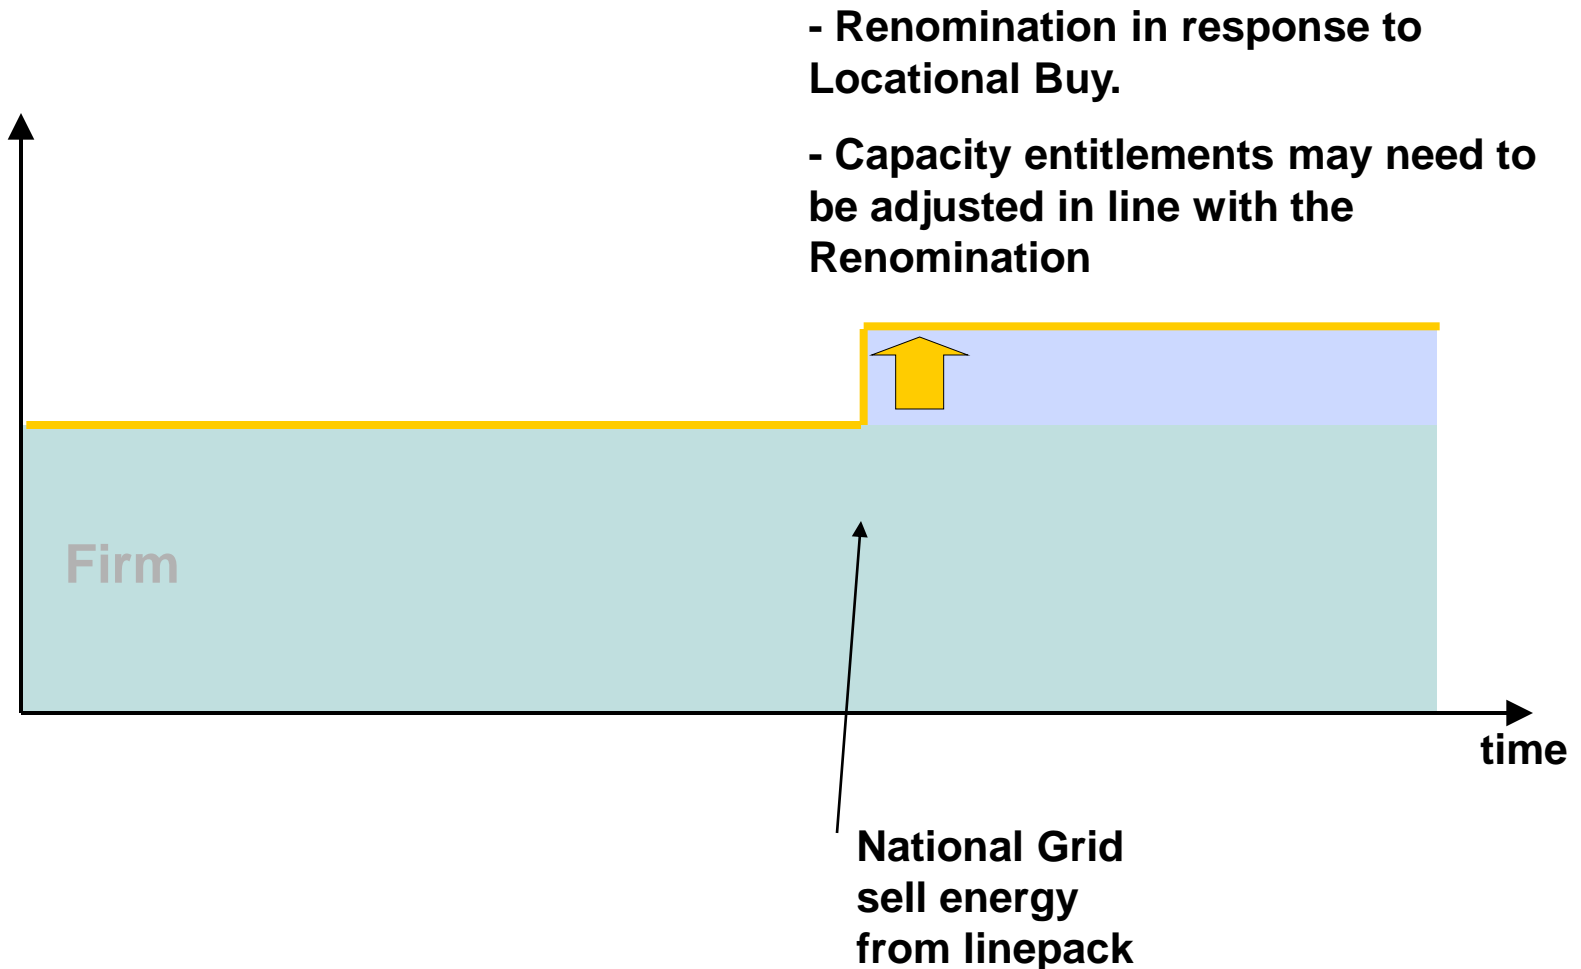 - Renomination in response to
Locational Buy.
- Capacity entitlements may need to
be adjusted in line with the
Renomination
Firm
time
National Grid
sell energy
from linepack